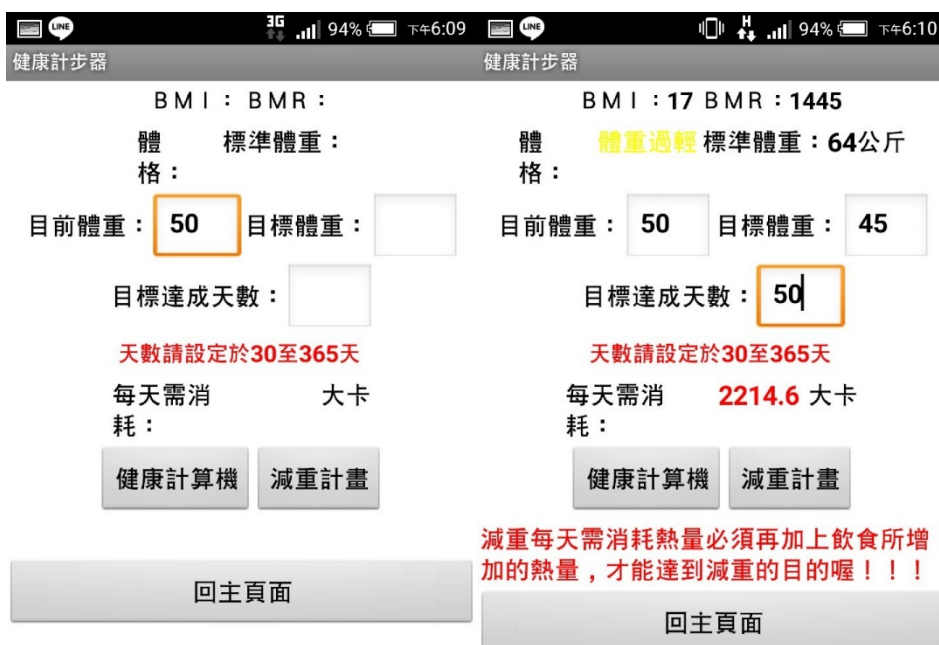 LINE 3G 94% 下午6:09
健康計步器
BMI： BMR：
體 標準體重：
格：
目前體重： 50 目標體重：
目標達成天數：
天數請設定於30至365天
每天需消 大卡
耗：
健康計算機 減重計畫
回主頁面
LINE H 94% 下午6:10
健康計步器
BMI：17 BMR：1445
體 體重過輕 標準體重：64公斤
格：
目前體重： 50 目標體重： 45
目標達成天數： 50
天數請設定於30至365天
每天需消 2214.6 大卡
耗：
健康計算機 減重計畫
減重每天需消耗熱量必須再加上飲食所增
加的熱量，才能達到減重的目的喔！！！
回主頁面